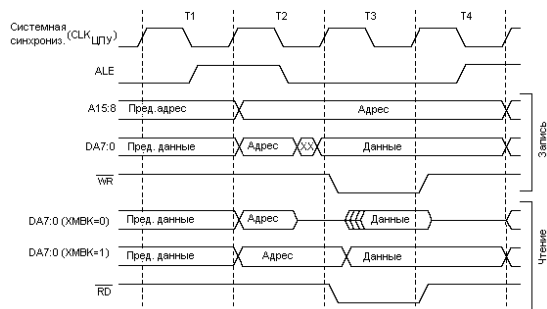 T1 T2 T3 T4
Системная
синхрониз. (CLKЦПУ)
ALE
A15:8 Пред.адрес Адрес
DA7:0 Пред. данные Адрес XX Данные
WR
Запись
DA7:0 (XMBK=0) Пред. данные Адрес Данные
DA7:0 (XMBK=1) Пред. данные Адрес Данные
RD
Чтение